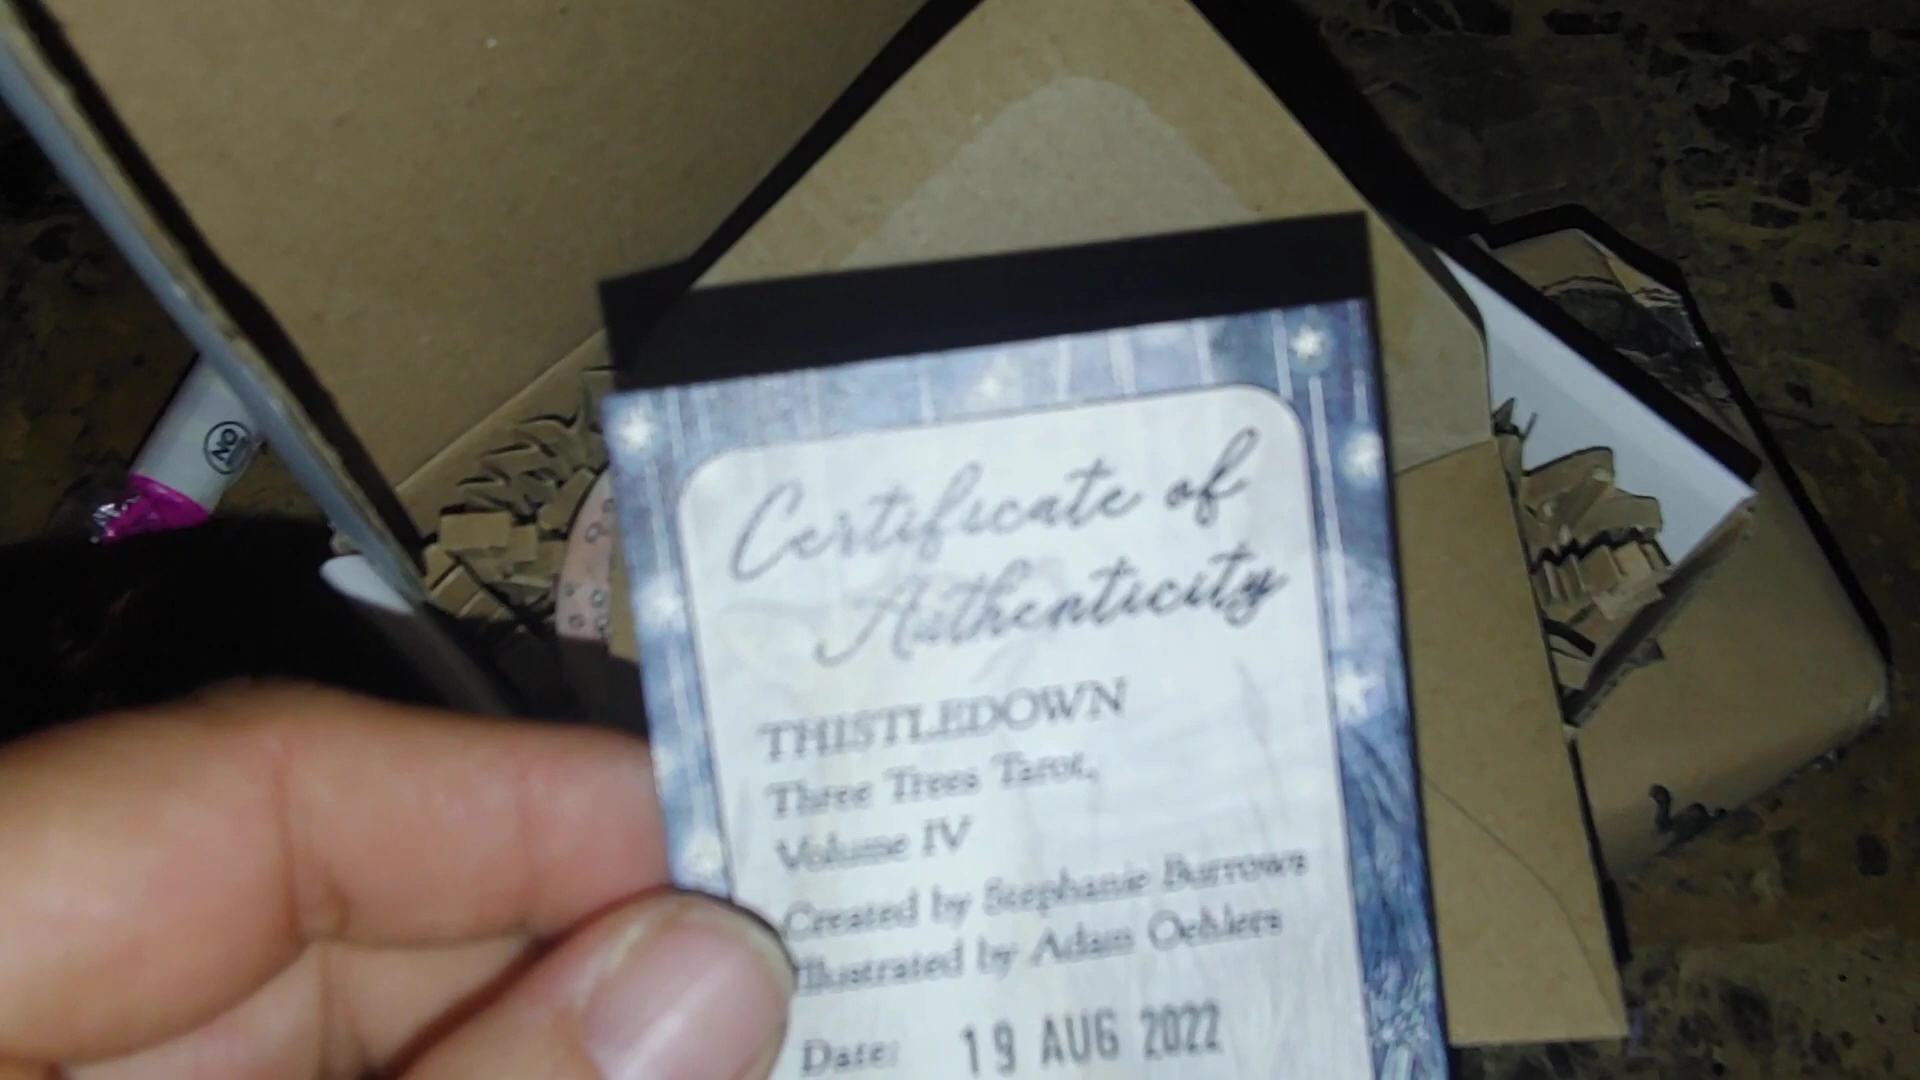 NO
Certificate of
Authenticity
THISTLEDOWN
Three Trees Tarot,
Volume IV
Created by Stephanie Burrows
Illustrated by Adam Oehlers
Date: 19 AUG 2022